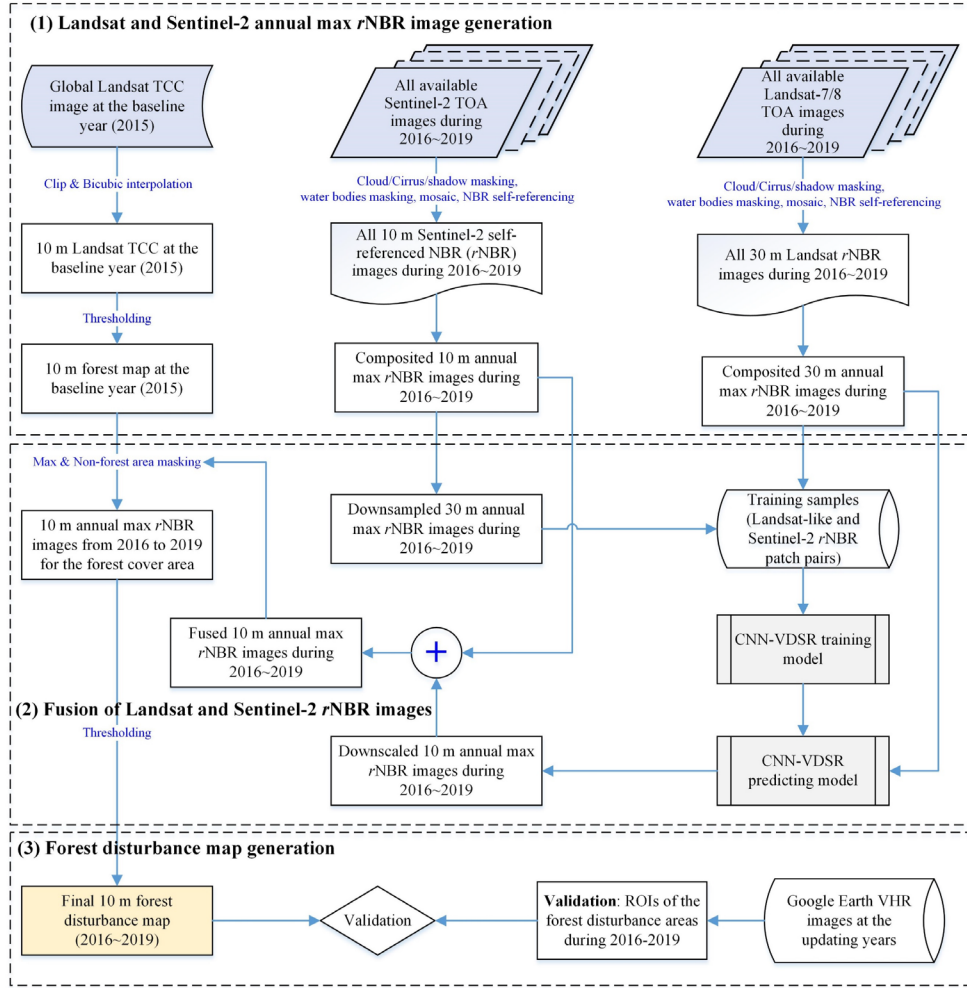 (1) Landsat and Sentinel-2 annual max rNBR image generation
Global Landsat TCC
image at the baseline
year (2015)
All available
Sentinel-2 TOA
images during
2016~2019
All available
Landsat-7/8
TOA images
during
2016~2019
Clip & Bicubic interpolation
Cloud/Cirrus/shadow masking,
water bodies masking, mosaic, NBR self-referencing
Cloud/Cirrus/shadow masking,
water bodies masking, mosaic, NBR self-referencing
10 m Landsat TCC at the
baseline year (2015)
All 10 m Sentinel-2 self-
referenced NBR (rNBR)
images during 2016~2019
All 30 m Landsat rNBR
images during 2016~2019
Thresholding
10 m forest map at the
baseline year (2015)
Composited 10 m annual
max rNBR images during
2016~2019
Composited 30 m annual
max rNBR images during
2016~2019
Max & Non-forest area masking
10 m annual max rNBR
images from 2016 to 2019
for the forest cover area
Downsampled 30 m annual
max rNBR images during
2016~2019
Training samples
(Landsat-like and
Sentinel-2 rNBR
patch pairs)
Fused 10 m annual max
rNBR images during
2016~2019
+
CNN-VDSR training
model
(2) Fusion of Landsat and Sentinel-2 rNBR images
Thresholding
Downscaled 10 m annual max
rNBR images during
2016~2019
CNN-VDSR
predicting model
(3) Forest disturbance map generation
Final 10 m forest
disturbance map
(2016~2019)
Validation
Validation: ROIs of the
forest disturbance areas
during 2016-2019
Google Earth VHR
images at the
updating years